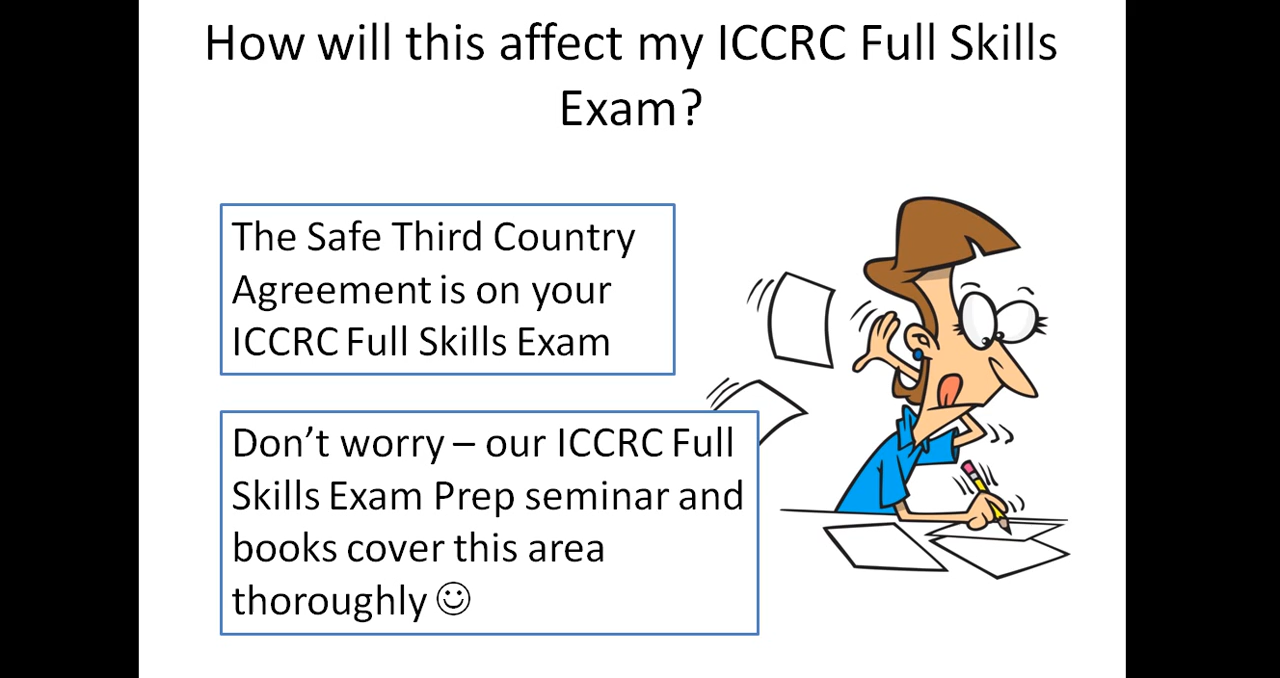 How will this affect my ICCRC Full Skills
Exam?
The Safe Third Country
Agreement is on your
ICCRC Full Skills Exam
Don’t worry – our ICCRC Full
Skills Exam Prep seminar and
books cover this area
thoroughly ☺